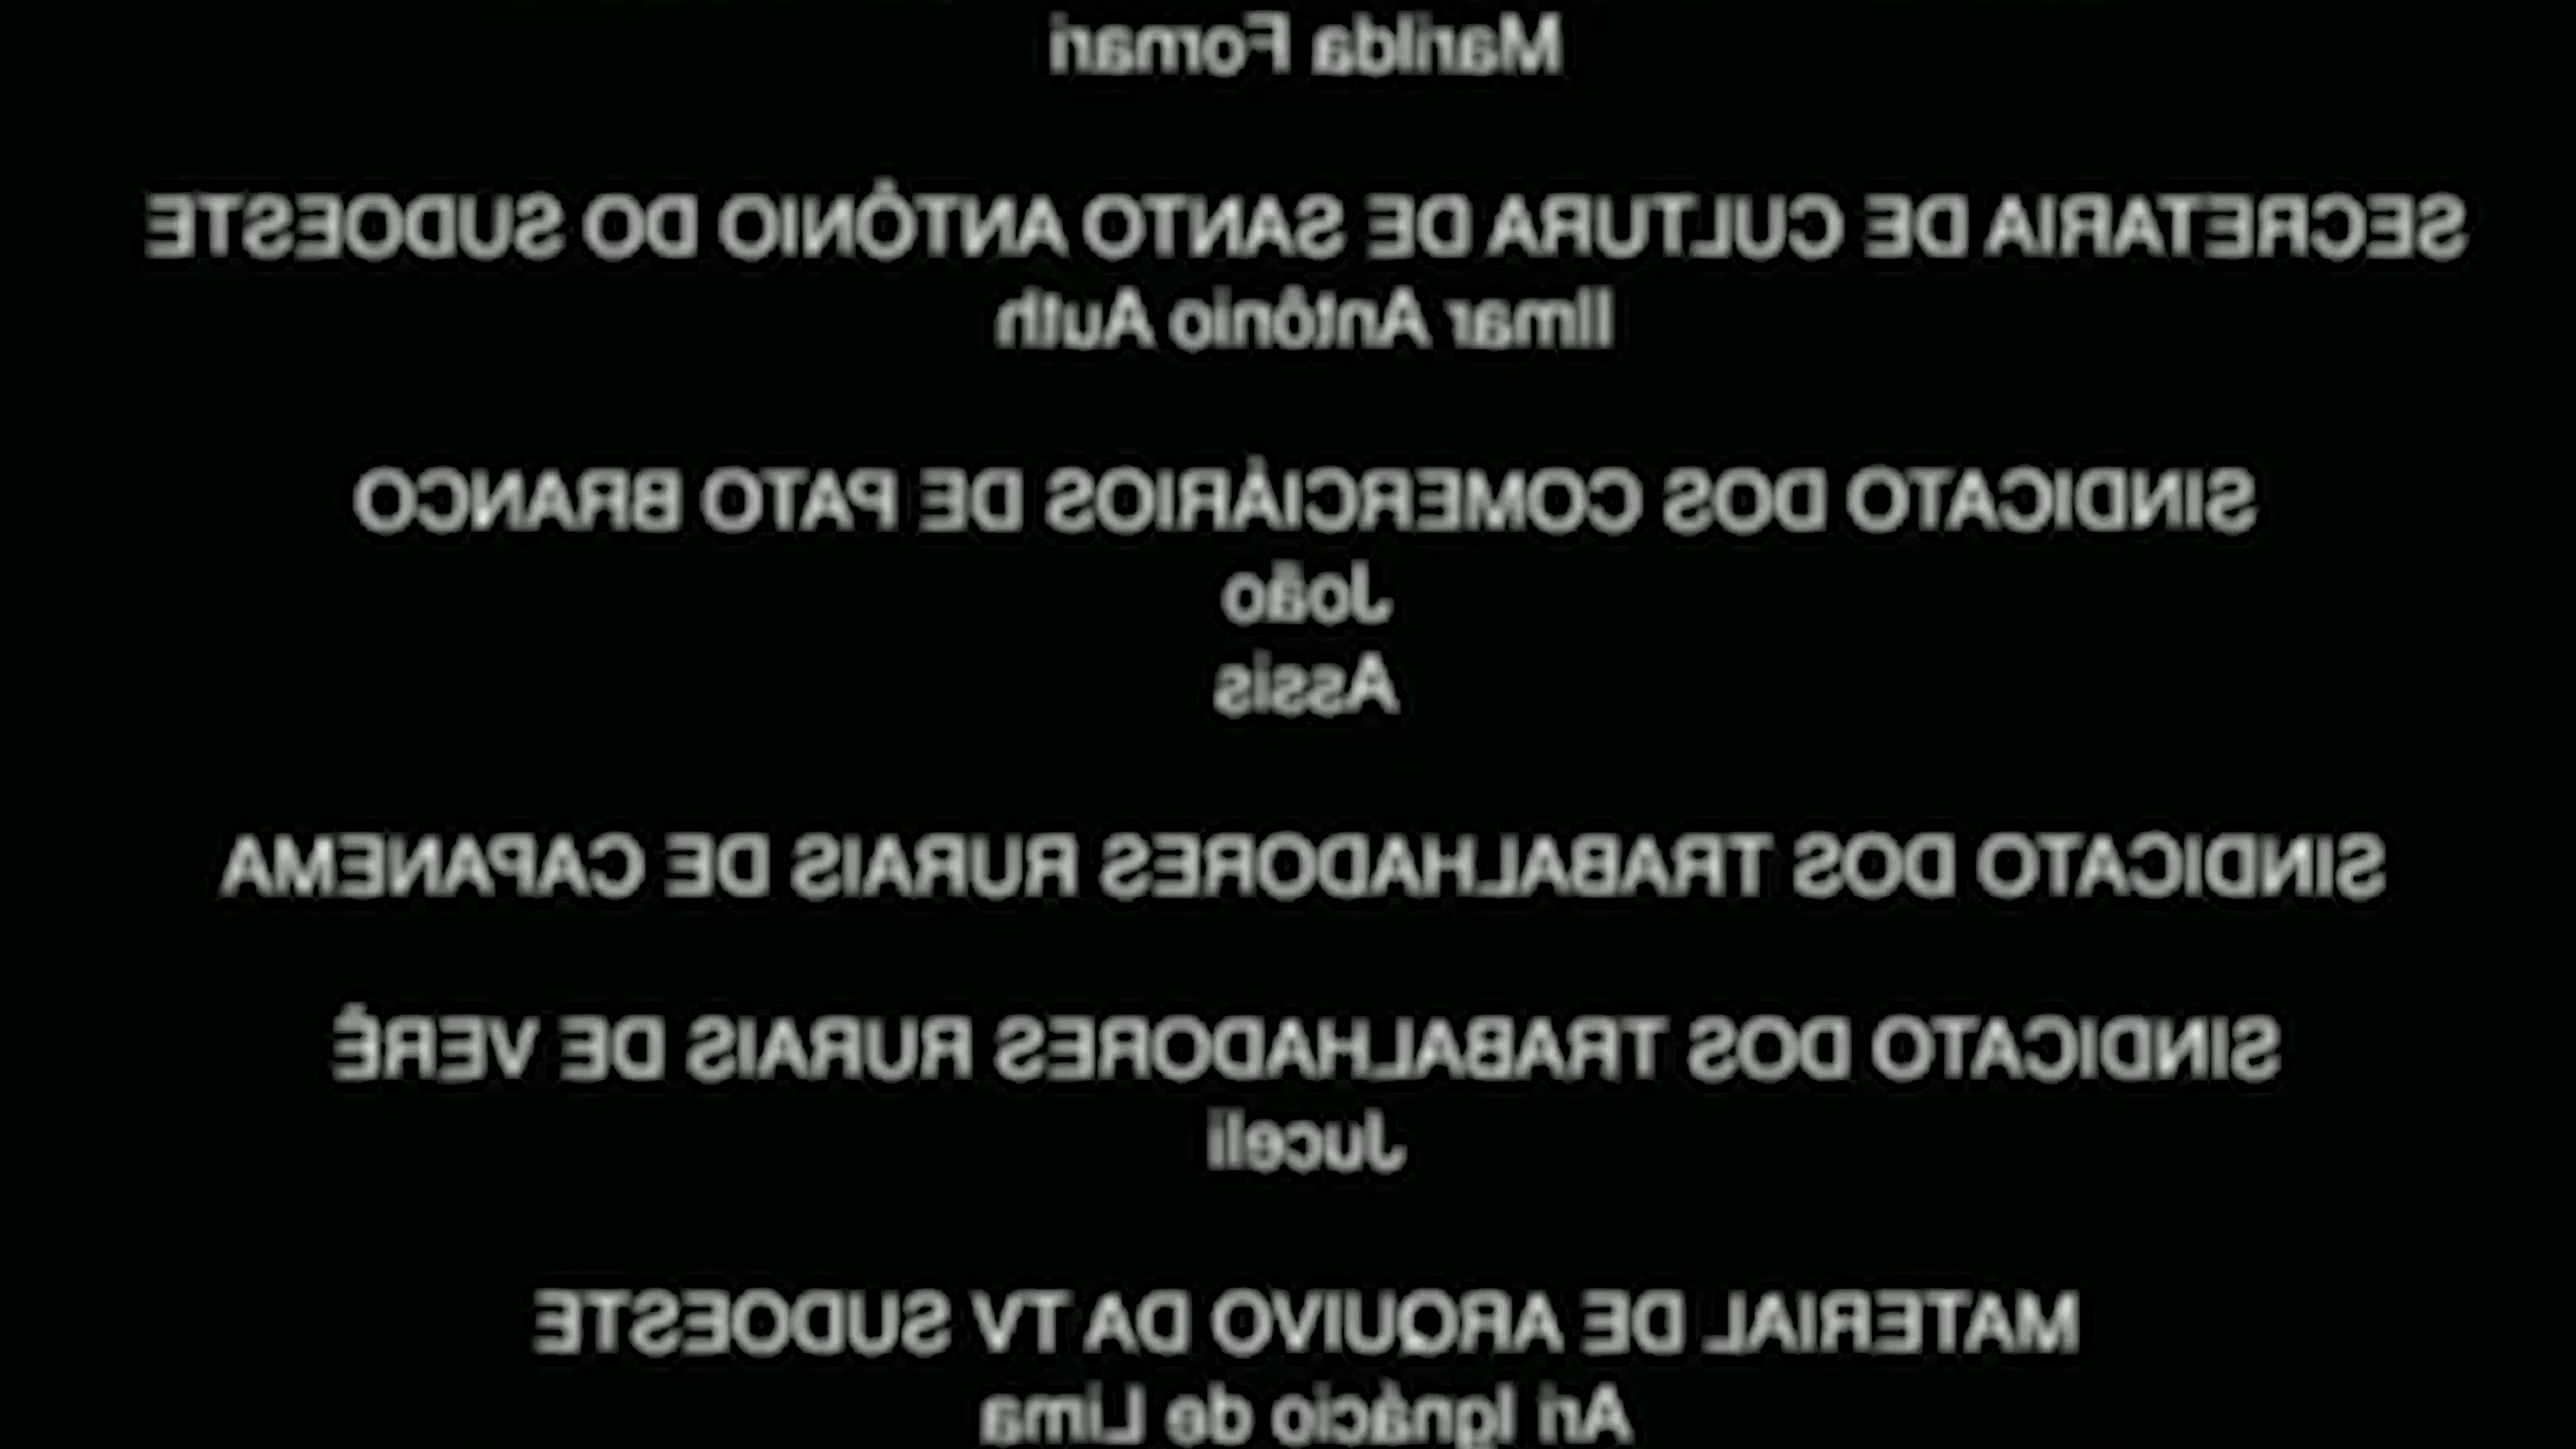 Marilda Fornari
SECRETARIA DE CULTURA DE SANTO ANTÔNIO DO SUDOESTE
Ilmar Antônio Auth
SINDICATO DOS COMERCIÁRIOS DE PATO BRANCO
João
Assis
SINDICATO DOS TRABALHADORES RURAIS DE CAPANEMA
SINDICATO DOS TRABALHADORES RURAIS DE VERÊ
Juceli
MATERIAL DE ARQUIVO DA TV SUDOESTE
Ari Ignácio de Lima